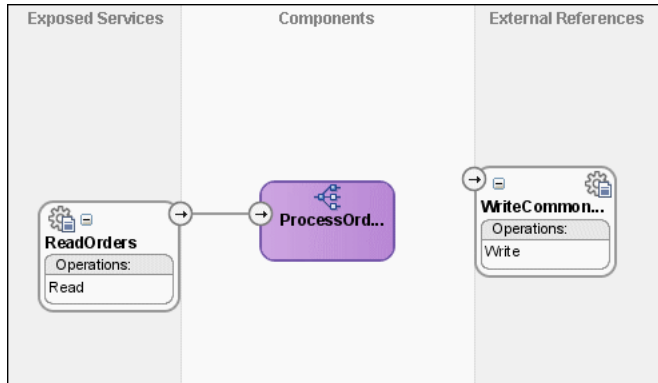 Exposed Services
Components
External References
ReadOrders
Operations:
Read
ProcessOrd...
WriteCommon...
Operations:
Write